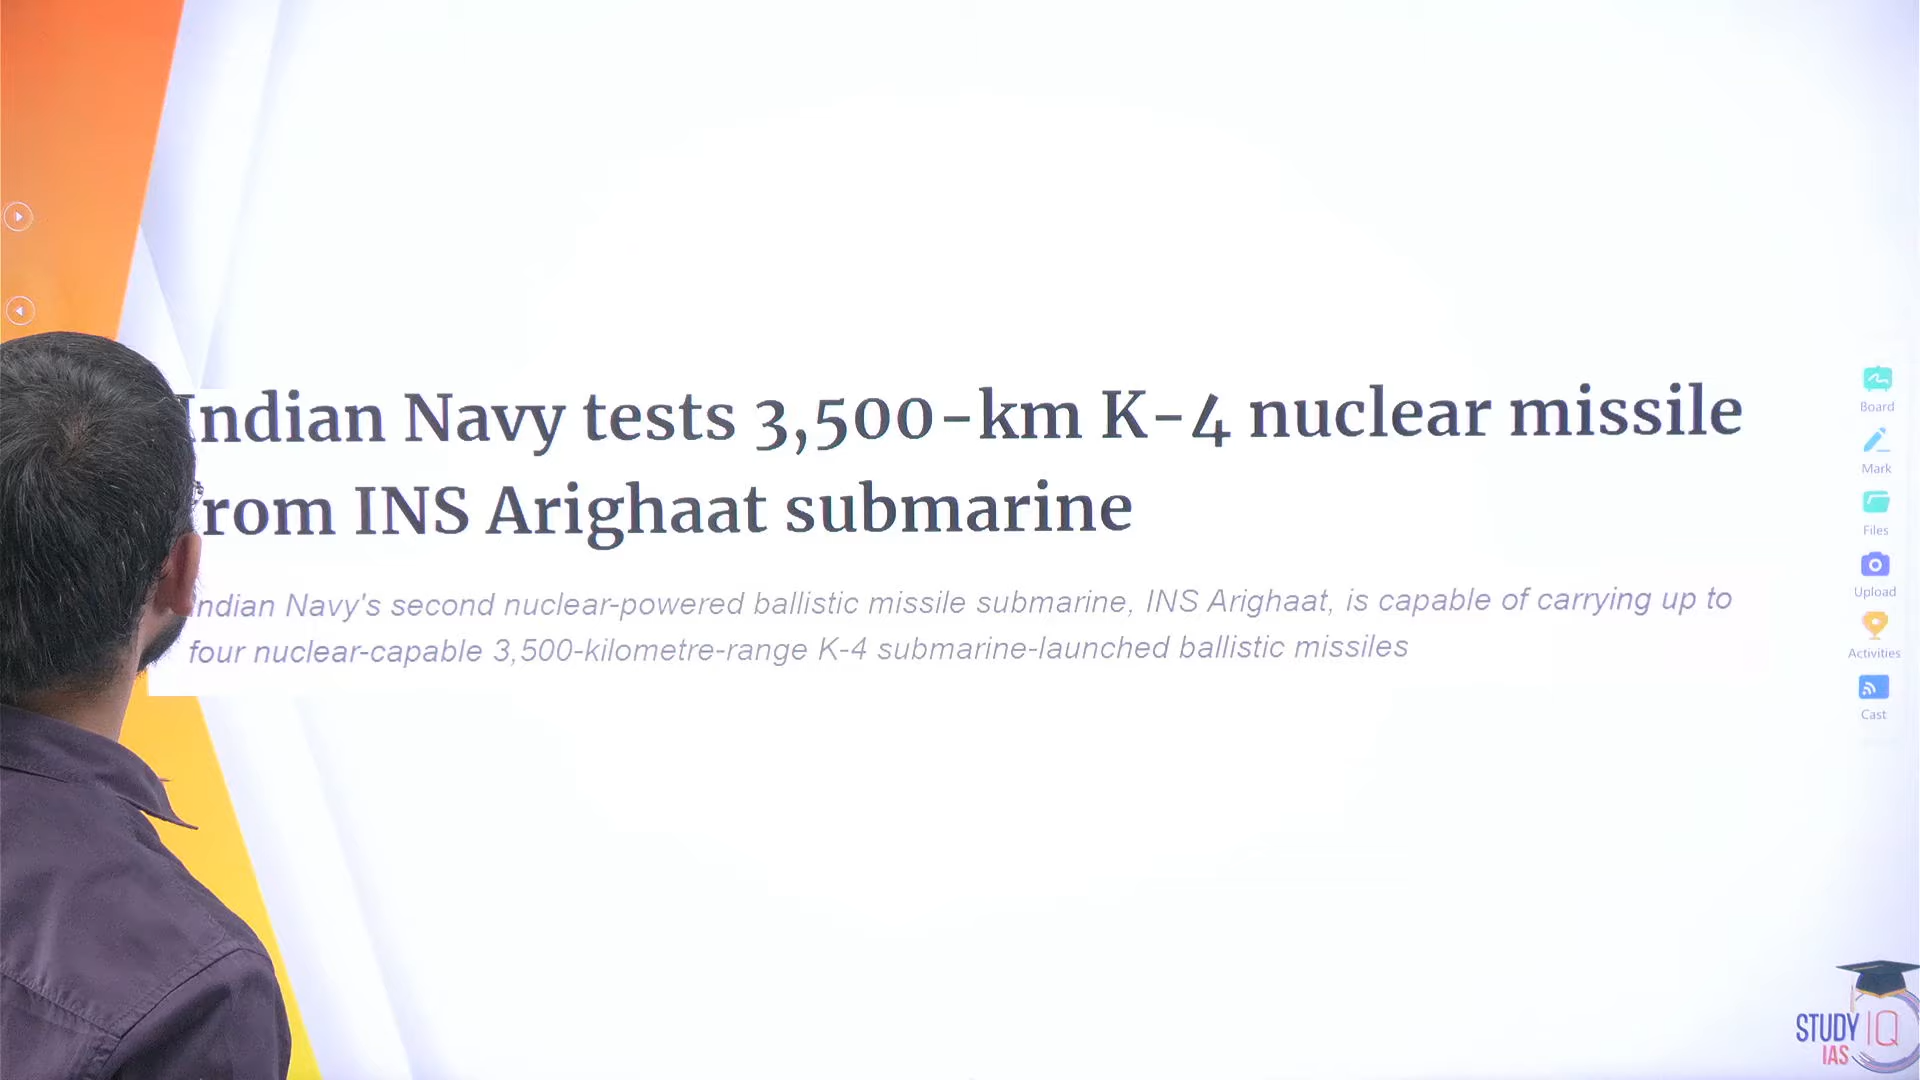 Indian Navy tests 3,500-km K-4 nuclear missile
from INS Arighaat submarine
Indian Navy's second nuclear-powered ballistic missile submarine, INS Arighaat, is capable of carrying up to
four nuclear-capable 3,500-kilometre-range K-4 submarine-launched ballistic missiles
Board
Mark
Files
Upload
Activities
Cast
STUDY IQ
IAS